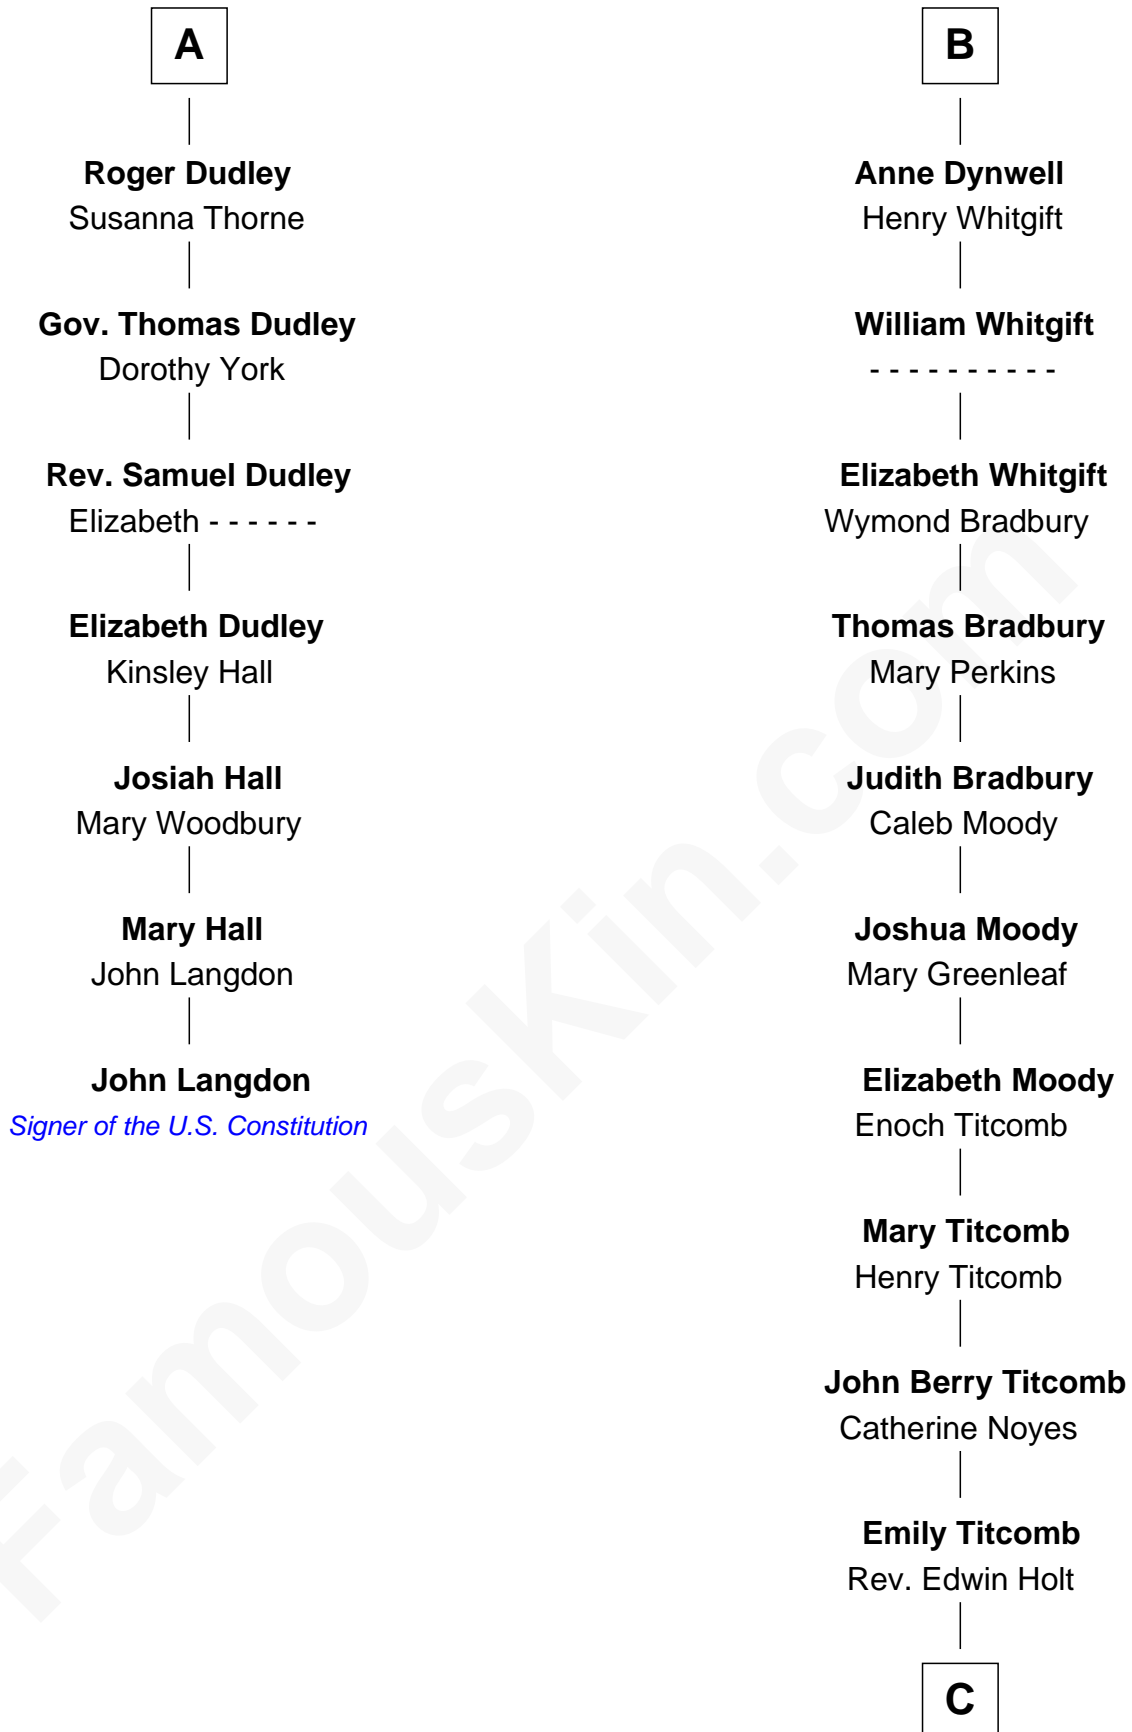 A
Roger Dudley
Susanna Thorne
Gov. Thomas Dudley
Dorothy York
Rev. Samuel Dudley
Elizabeth - - - - - -
Elizabeth Dudley
Kinsley Hall
Josiah Hall
Mary Woodbury
Mary Hall
John Langdon
John Langdon
Signer of the U.S. Constitution
B
Anne Dynwell
Henry Whitgift
William Whitgift
- - - - - - - - - -
Elizabeth Whitgift
Wymond Bradbury
Thomas Bradbury
Mary Perkins
Judith Bradbury
Caleb Moody
Joshua Moody
Mary Greenleaf
Elizabeth Moody
Enoch Titcomb
Mary Titcomb
Henry Titcomb
John Berry Titcomb
Catherine Noyes
Emily Titcomb
Rev. Edwin Holt
C
FamousKin.com